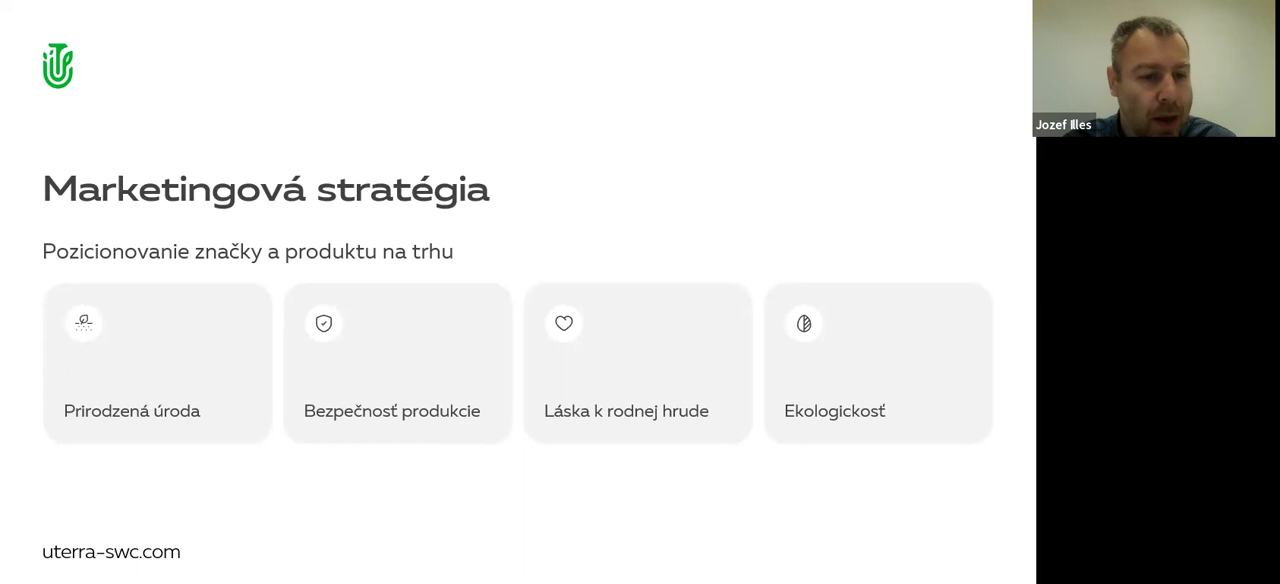 Marketingová stratégia
Pozicionovanie značky a produktu na trhu
Prirodzená úroda
Bezpečnosť produkcie
Láska k rodnej hrude
Ekologickosť
uterra-swc.com
Jozef Illes